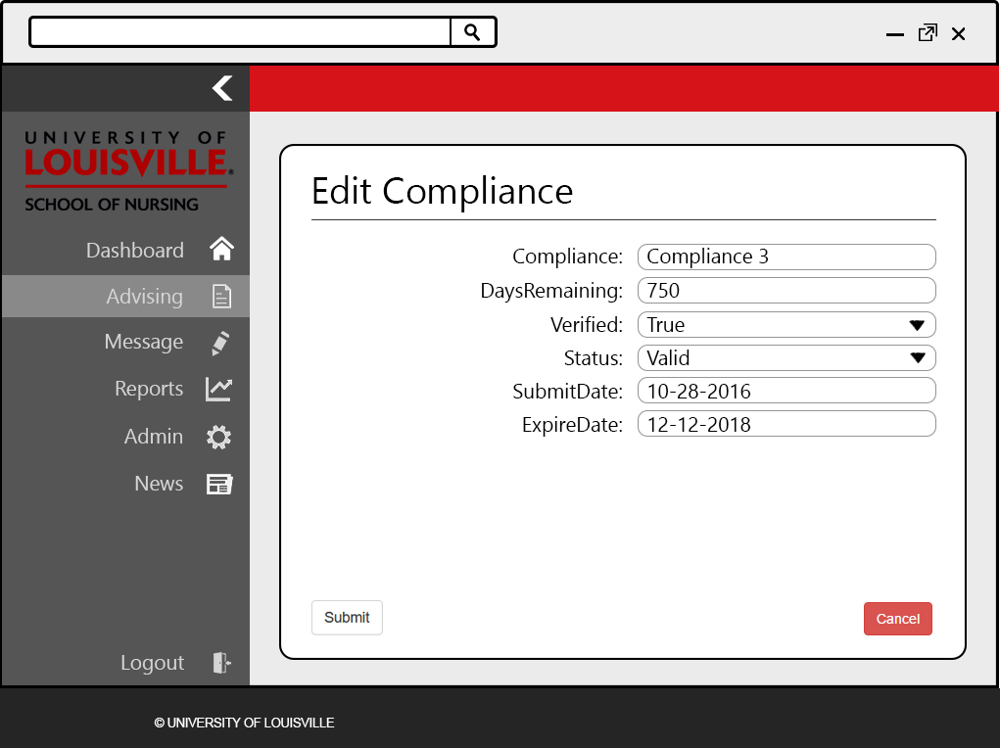 UNIVERSITY OF
LOUISVILLE.
SCHOOL OF NURSING
Dashboard
Advising
Message
Reports
Admin
News
Logout
Edit Compliance
Compliance: Compliance 3
DaysRemaining: 750
Verified: True
Status: Valid
SubmitDate: 10-28-2016
ExpireDate: 12-12-2018
Submit
Cancel
© UNIVERSITY OF LOUISVILLE